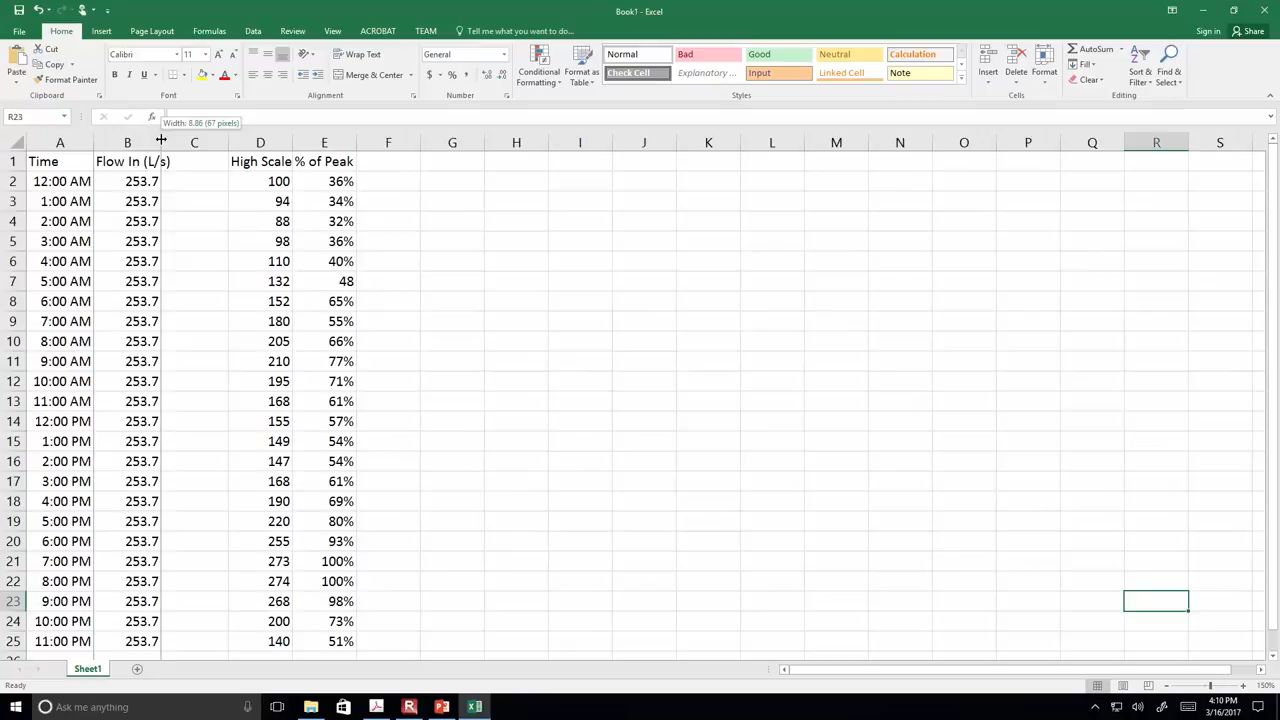 Book1 - Excel
File Home Insert Page Layout Formulas Data Review View ACROBAT TEAM Tell me what you want to do... Sign in Share
Paste Cut Copy Format Painter Clipboard
Calibri 11 B I U Font
Wrap Text Merge & Center Alignment
General $ % , Number
Conditional Formatting Format as Table
Normal Bad Good Neutral Calculation
Check Cell Explanatory ... Input Linked Cell Note
Styles
Insert Delete Format Cells
AutoSum Fill Clear Sort & Filter Find & Select Editing
R23 fx
Width: 8.86 (67 pixels)
A B C D E F G H I J K L M N O P Q R S
1 Time Flow In (L/s) High Scale % of Peak
2 12:00 AM 253.7 100 36%
3 1:00 AM 253.7 94 34%
4 2:00 AM 253.7 88 32%
5 3:00 AM 253.7 98 36%
6 4:00 AM 253.7 110 40%
7 5:00 AM 253.7 132 48
8 6:00 AM 253.7 152 65%
9 7:00 AM 253.7 180 55%
10 8:00 AM 253.7 205 66%
11 9:00 AM 253.7 210 77%
12 10:00 AM 253.7 195 71%
13 11:00 AM 253.7 168 61%
14 12:00 PM 253.7 155 57%
15 1:00 PM 253.7 149 54%
16 2:00 PM 253.7 147 54%
17 3:00 PM 253.7 168 61%
18 4:00 PM 253.7 190 69%
19 5:00 PM 253.7 220 80%
20 6:00 PM 253.7 255 93%
21 7:00 PM 253.7 273 100%
22 8:00 PM 253.7 274 100%
23 9:00 PM 253.7 268 98%
24 10:00 PM 253.7 200 73%
25 11:00 PM 253.7 140 51%
Sheet1
Ready 150%
Ask me anything 4:10 PM
3/16/2017